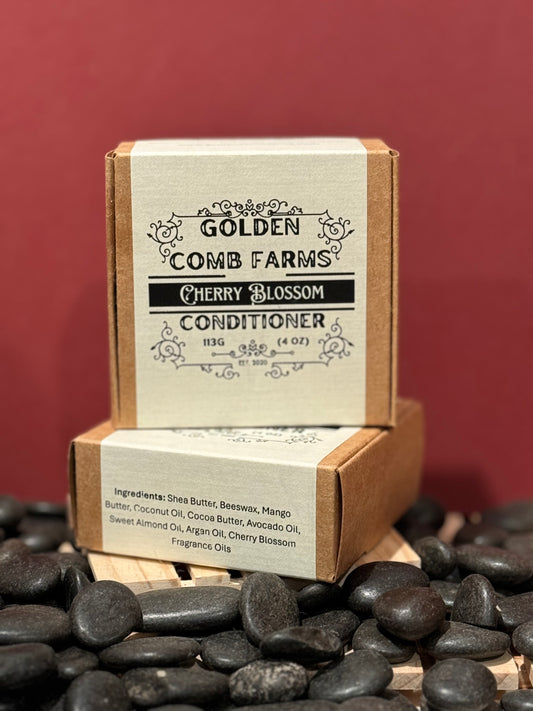 GOLDEN
COMB FARMS
CHERRY BLOSSOM
CONDITIONER
113G (4 OZ)
EST. 2020
CONDITIONER
Ingredients: Shea Butter, Beeswax, Mango
Butter, Coconut Oil, Cocoa Butter, Avocado Oil,
Sweet Almond Oil, Argan Oil, Cherry Blossom
Fragrance Oils